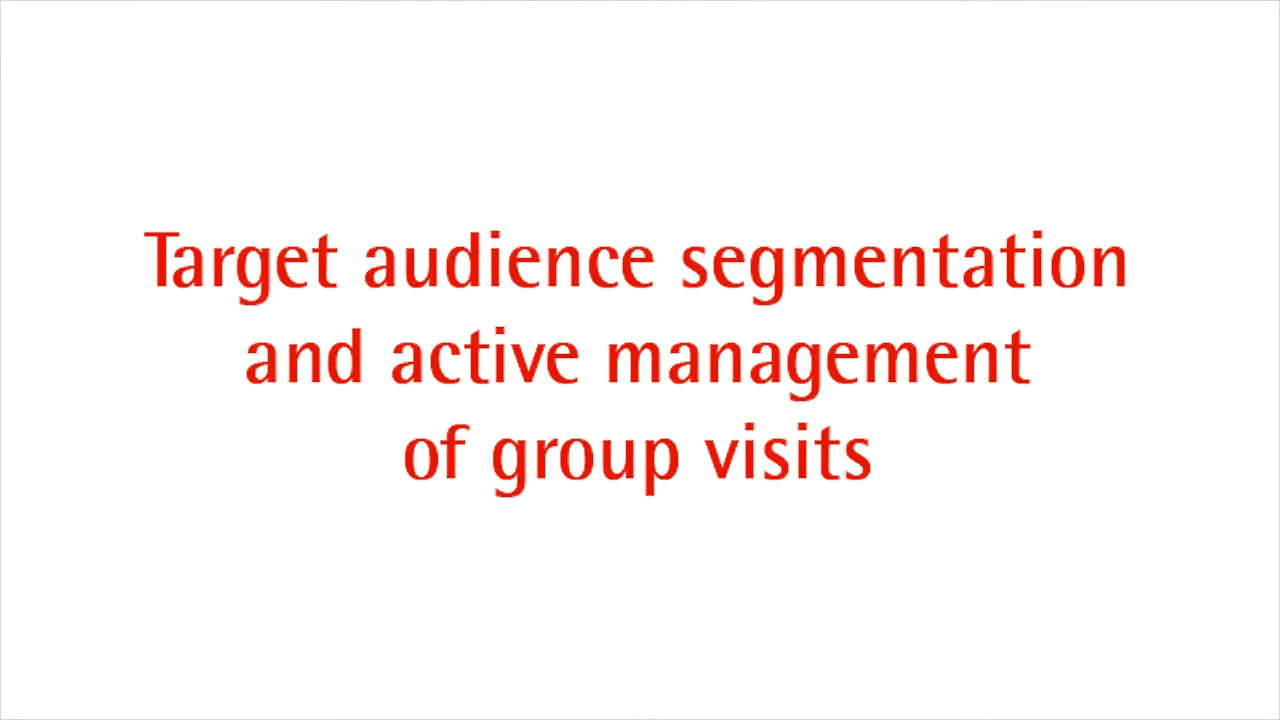 Target audience segmentation
and active management
of group visits